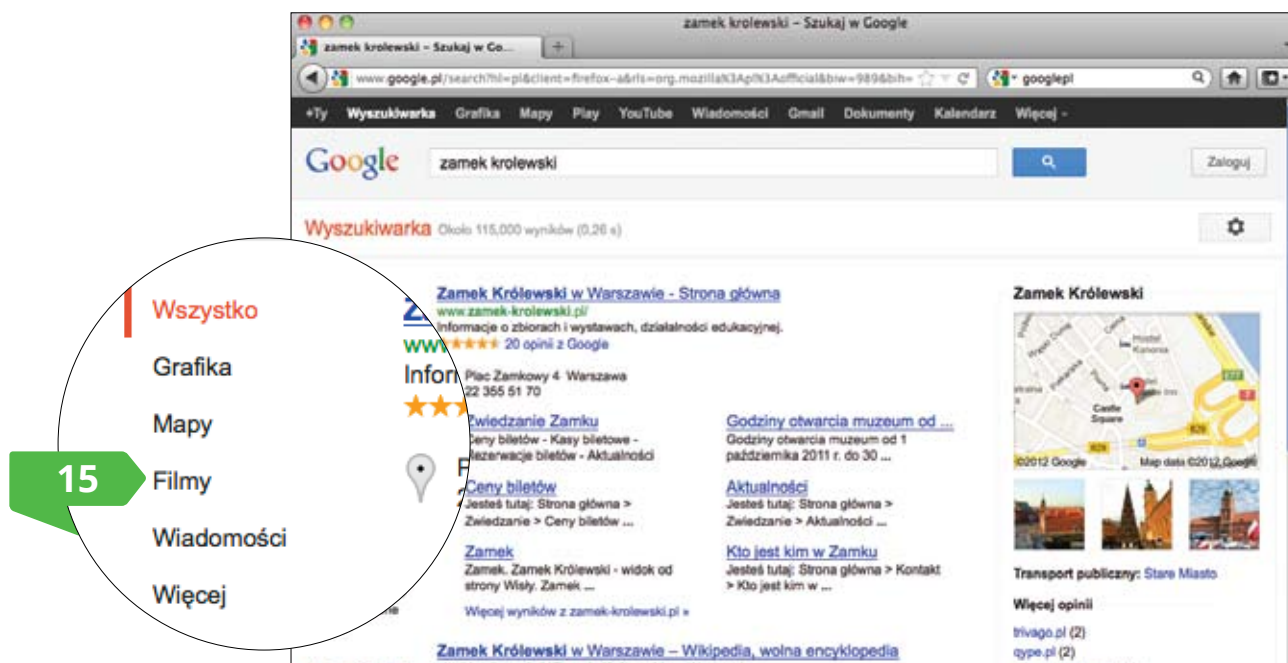 zamek krolewski – Szukaj w Google
zamek krolewski – Szukaj w Go...
www.google.pl/search?hl=pl&client=firefox-a&rls=org.mozilla%3Apl%3Aofficial&biw=989&bih=
googlepl
+Ty Wyszukiwarka Grafika Mapy Play YouTube Wiadomości Gmail Dokumenty Kalendarz Więcej
Google
zamek krolewski
Zaloguj
Wyszukiwarka Około 115,000 wyników (0,26 s)
15
Wszystko
Grafika
Mapy
Filmy
Wiadomości
Więcej
Z
www
Inform
Zamek Królewski w Warszawie - Strona główna
www.zamek-krolewski.pl/
Informacje o zbiorach i wystawach, działalności edukacyjnej.
20 opinii z Google
Plac Zamkowy 4 Warszawa
22 355 51 70
Zwiedzanie Zamku
Ceny biletów - Kasy biletowe -
Rezerwacje biletów - Aktualności
Ceny biletów
Jesteś tutaj: Strona główna >
Zwiedzanie > Ceny biletów ...
Zamek
Zamek. Zamek Królewski - widok od
strony Wisły. Zamek ...
Godziny otwarcia muzeum od ...
Godziny otwarcia muzeum od 1
października 2011 r. do 30 ...
Aktualności
Jesteś tutaj: Strona główna >
Zwiedzanie > Aktualności ...
Kto jest kim w Zamku
Jesteś tutaj: Strona główna > Kontakt
> Kto jest kim w ...
Więcej wyników z zamek-krolewski.pl »
Zamek Królewski w Warszawie – Wikipedia, wolna encyklopedia
Zamek Królewski
Hostel
Kanonia
Castle
Square
©2012 Google
Map data ©2012 Google
Transport publiczny: Stare Miasto
Więcej opinii
trivago.pl (2)
qype.pl (2)